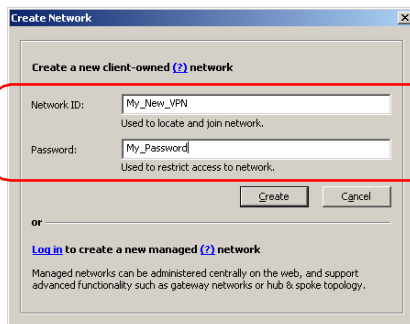 Create Network
Create a new client-owned (?) network
Network ID: My_New_VPN
Used to locate and join network.
Password: My_Password
Used to restrict access to network.
Create Cancel
or
Log in to create a new managed (?) network
Managed networks can be administered centrally on the web, and support
advanced functionality such as gateway networks or hub & spoke topology.